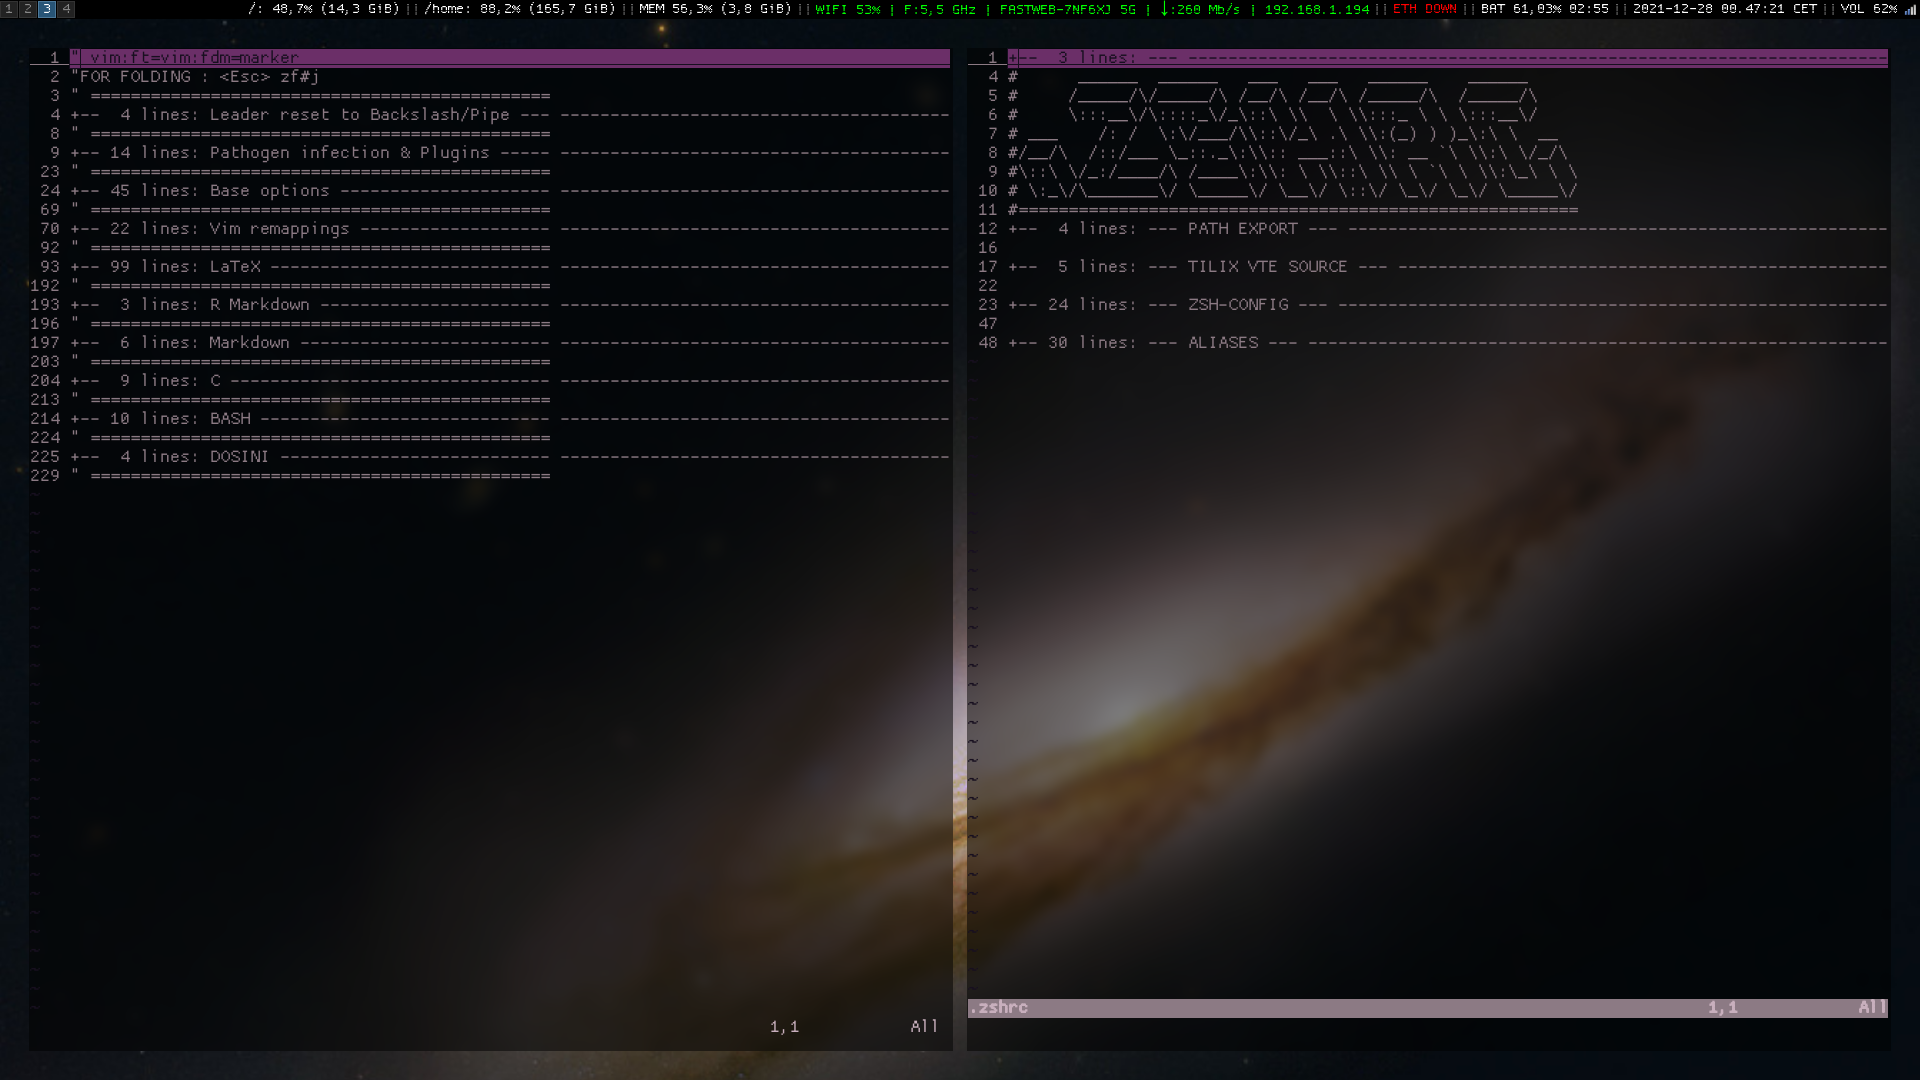 1 2 3 4 /: 48,7% (14,3 GiB) || /home: 88,2% (165,7 GiB) || MEM 56,3% (3,8 GiB) || WIFI 53% | F:5,5 GHz | FASTWEB-7NF6XJ 5G | ↓:260 Mb/s | 192.168.1.194 || ETH DOWN || BAT 61,03% 02:55 || 2021-12-28 00.47:21 CET || VOL 62%
1 " vim:ft=vim:fdm=marker
2 "FOR FOLDING : <Esc> zf#j
3 " ==============================================
4 +--  4 lines: Leader reset to Backslash/Pipe --- ---------------------------------------
8 " ==============================================
9 +-- 14 lines: Pathogen infection & Plugins ----- ---------------------------------------
23 " ==============================================
24 +-- 45 lines: Base options --------------------- ---------------------------------------
69 " ==============================================
70 +-- 22 lines: Vim remappings ------------------- ---------------------------------------
92 " ==============================================
93 +-- 99 lines: LaTeX ---------------------------- ---------------------------------------
192 " ==============================================
193 +--  3 lines: R Markdown ----------------------- ---------------------------------------
196 " ==============================================
197 +--  6 lines: Markdown ------------------------- ---------------------------------------
203 " ==============================================
204 +--  9 lines: C -------------------------------- ---------------------------------------
213 " ==============================================
214 +-- 10 lines: BASH ----------------------------- ---------------------------------------
224 " ==============================================
225 +--  4 lines: DOSINI --------------------------- ---------------------------------------
229 " ==============================================
1,1 All
1 +--  3 lines: --- ----------------------------------------------------------------------
4 #
5 #
6 #
7 #
8 #
9 #
10 #
ZSHRC
11 #========================================================
12 +--  4 lines: --- PATH EXPORT --- ------------------------------------------------------
16
17 +--  5 lines: --- TILIX VTE SOURCE --- -------------------------------------------------
22
23 +-- 24 lines: --- ZSH-CONFIG --- -------------------------------------------------------
47
48 +-- 30 lines: --- ALIASES --- ----------------------------------------------------------
.zshrc 1,1 All